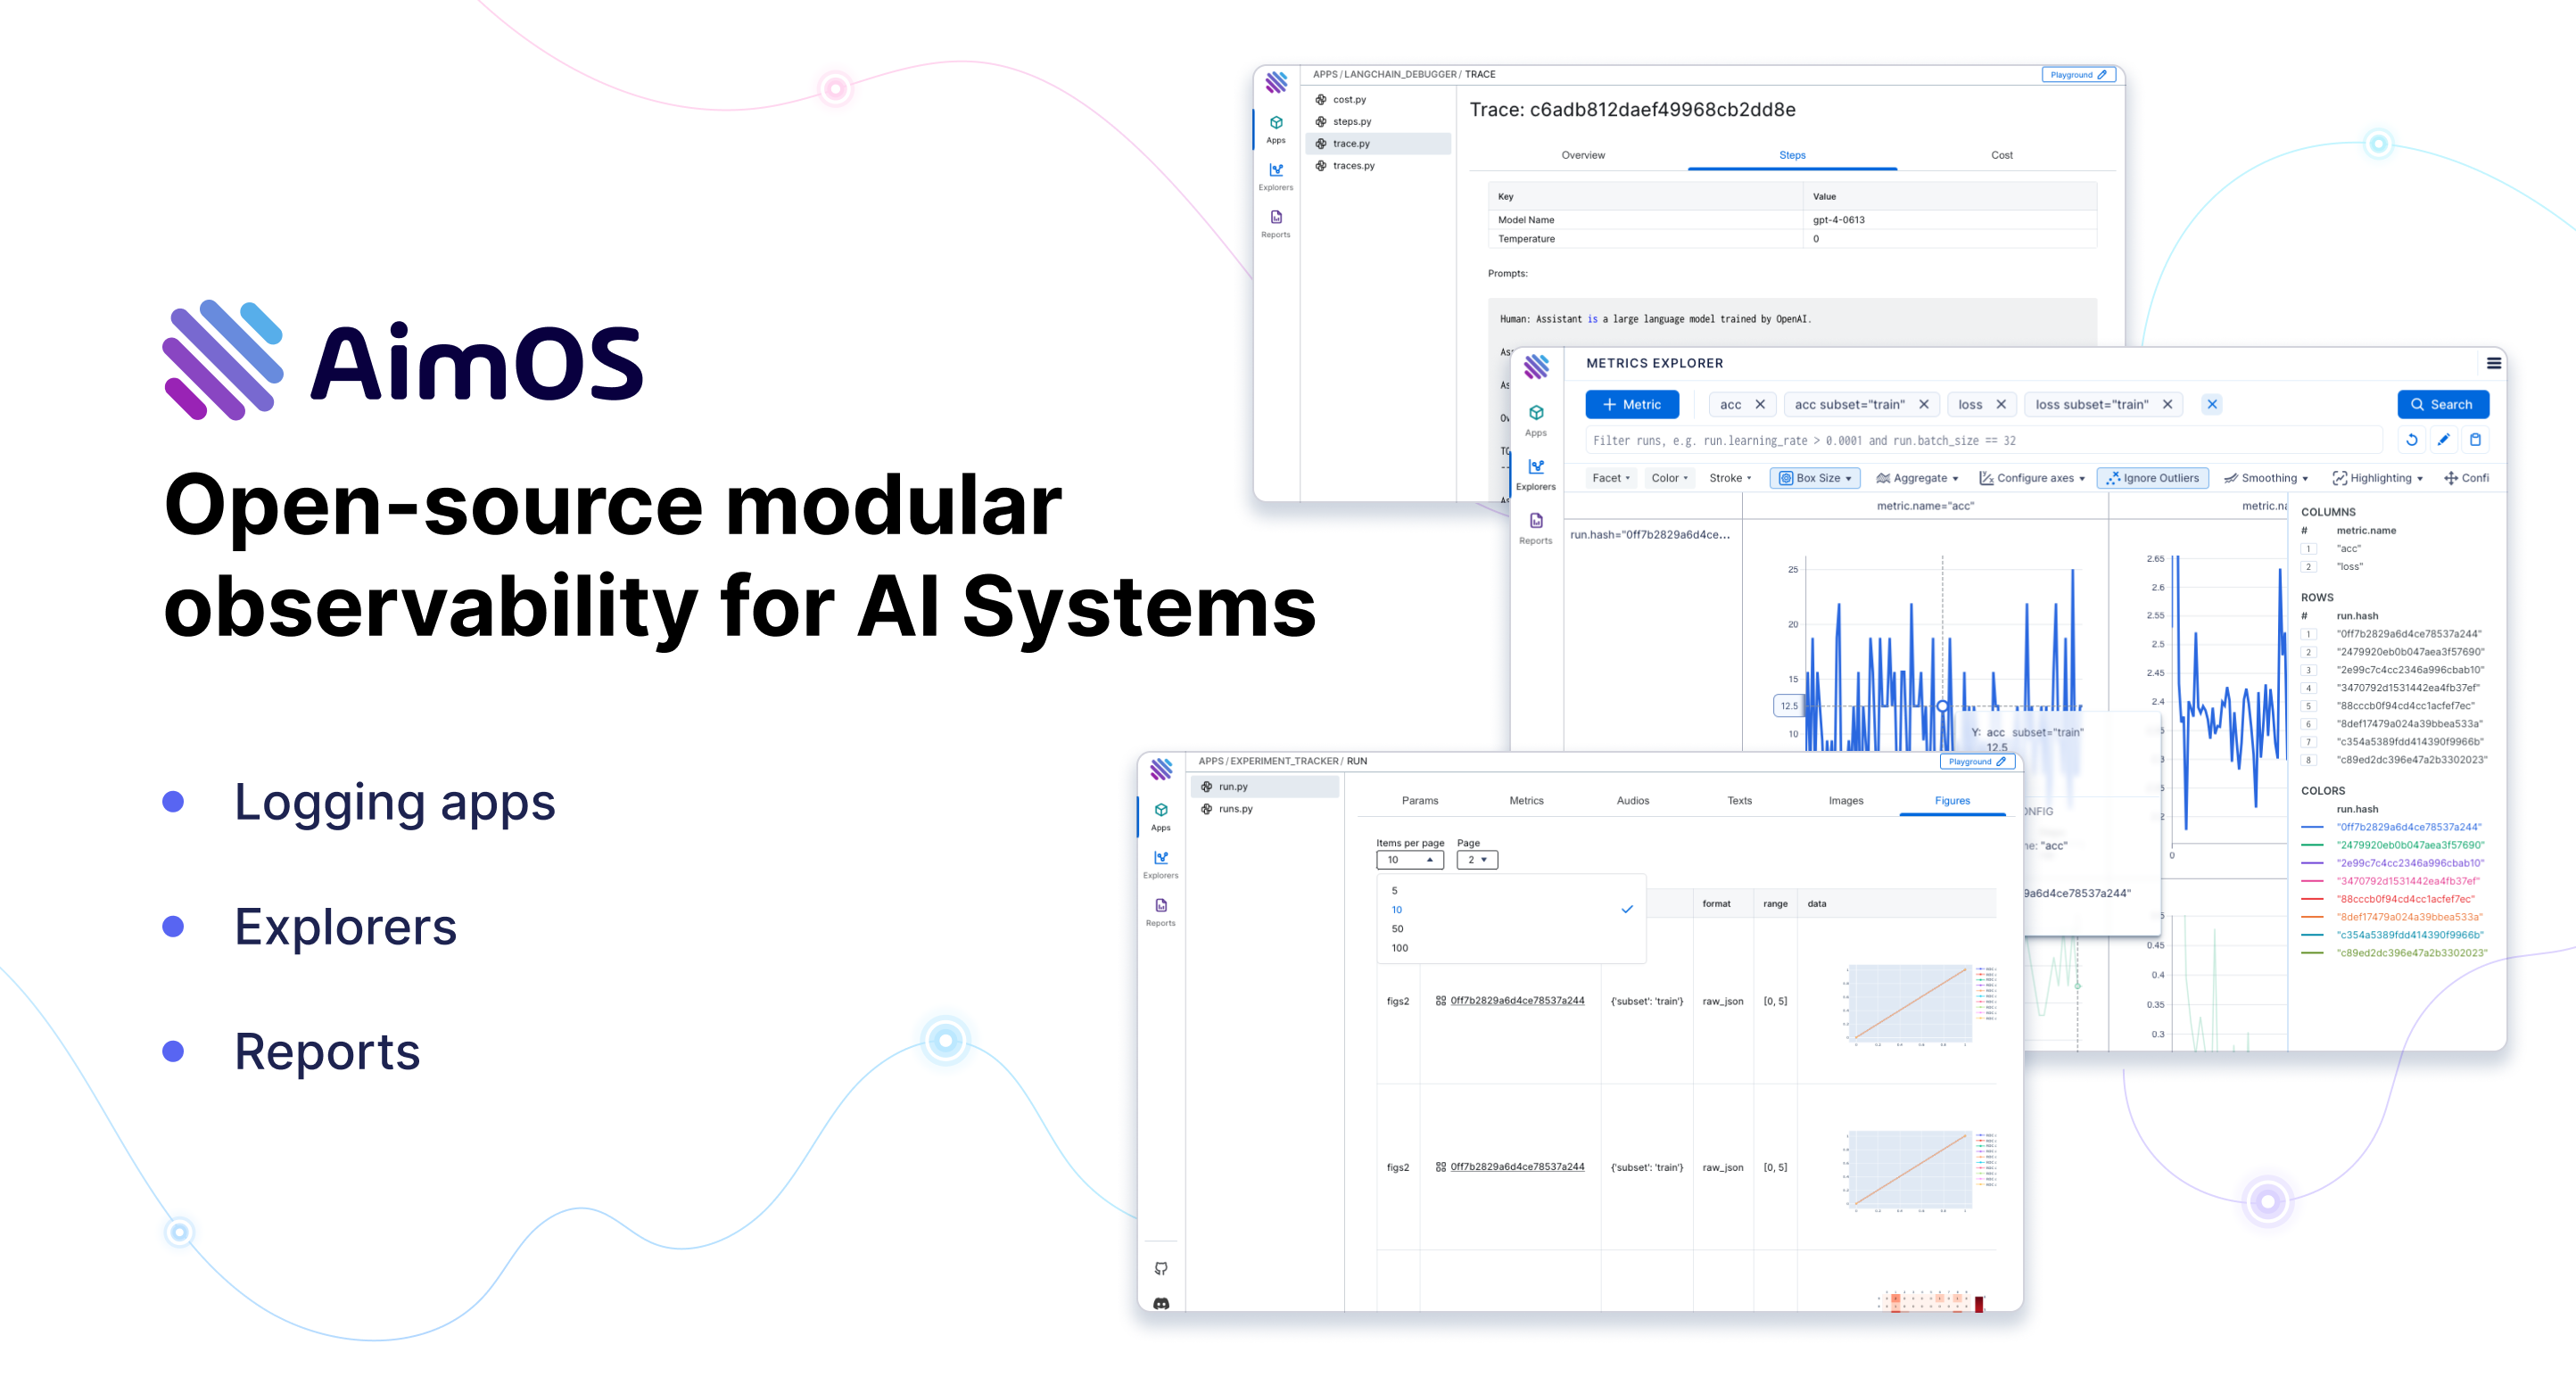 AimOS
Open-source modular
observability for AI Systems
Logging apps
Explorers
Reports
APPS / LANGCHAIN_DEBUGGER / TRACE
Playground
Apps
Explorers
Reports
cost.py
steps.py
trace.py
traces.py
Trace: c6adb812daef49968cb2dd8e
Overview Steps Cost
Key Value
Model Name gpt-4-0613
Temperature 0
Prompts:
Human: Assistant is a large language model trained by OpenAI.
METRICS EXPLORER
Apps
Explorers
Reports
Metric acc acc subset="train" loss loss subset="train" Search
Filter runs, e.g. run.learning_rate > 0.0001 and run.batch_size == 32
Facet Color Stroke Box Size Aggregate Configure axes Ignore Outliers Smoothing Highlighting Confi
metric.name="acc" metric.na
run.hash="0ff7b2829a6d4ce...
25
20
15
12.5
10
2.65
2.6
2.55
2.5
2.45
2.4
0
0.45
0.4
0.35
0.3
Y: acc subset="train"
12.5
ONFIG
ne: "acc"
9a6d4ce78537a244"
COLUMNS
# metric.name
1 "acc"
2 "loss"
ROWS
# run.hash
1 "0ff7b2829a6d4ce78537a244"
2 "2479920eb0b047aea3f57690"
3 "2e99c7c4cc2346a996cbab10"
4 "3470792d1531442ea4fb37ef"
5 "88cccb0f94cd4cc1acfef7ec"
6 "8def17479a024a39bbea533a"
7 "c354a5389fdd414390f9966b"
8 "c89ed2dc396e47a2b3302023"
COLORS
run.hash
"0ff7b2829a6d4ce78537a244"
"2479920eb0b047aea3f57690"
"2e99c7c4cc2346a996cbab10"
"3470792d1531442ea4fb37ef"
"88cccb0f94cd4cc1acfef7ec"
"8def17479a024a39bbea533a"
"c354a5389fdd414390f9966b"
"c89ed2dc396e47a2b3302023"
APPS / EXPERIMENT_TRACKER / RUN
Playground
Apps
Explorers
Reports
run.py
runs.py
Params Metrics Audios Texts Images Figures
Items per page Page
10 2
5
10
50
100
format range data
figs2 0ff7b2829a6d4ce78537a244 {'subset': 'train'} raw_json [0, 5]
figs2 0ff7b2829a6d4ce78537a244 {'subset': 'train'} raw_json [0, 5]